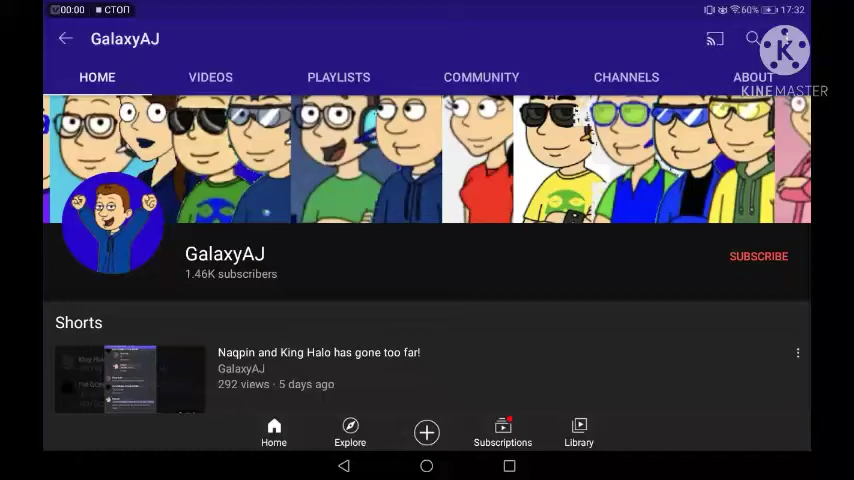 00:00 СТОП 60% 17:32
GalaxyAJ
K
KINEMASTER
HOME VIDEOS PLAYLISTS COMMUNITY CHANNELS ABOUT
GalaxyAJ
1.46K subscribers
SUBSCRIBE
Shorts
Naqpin and King Halo has gone too far!
GalaxyAJ
292 views · 5 days ago
Home Explore Subscriptions Library